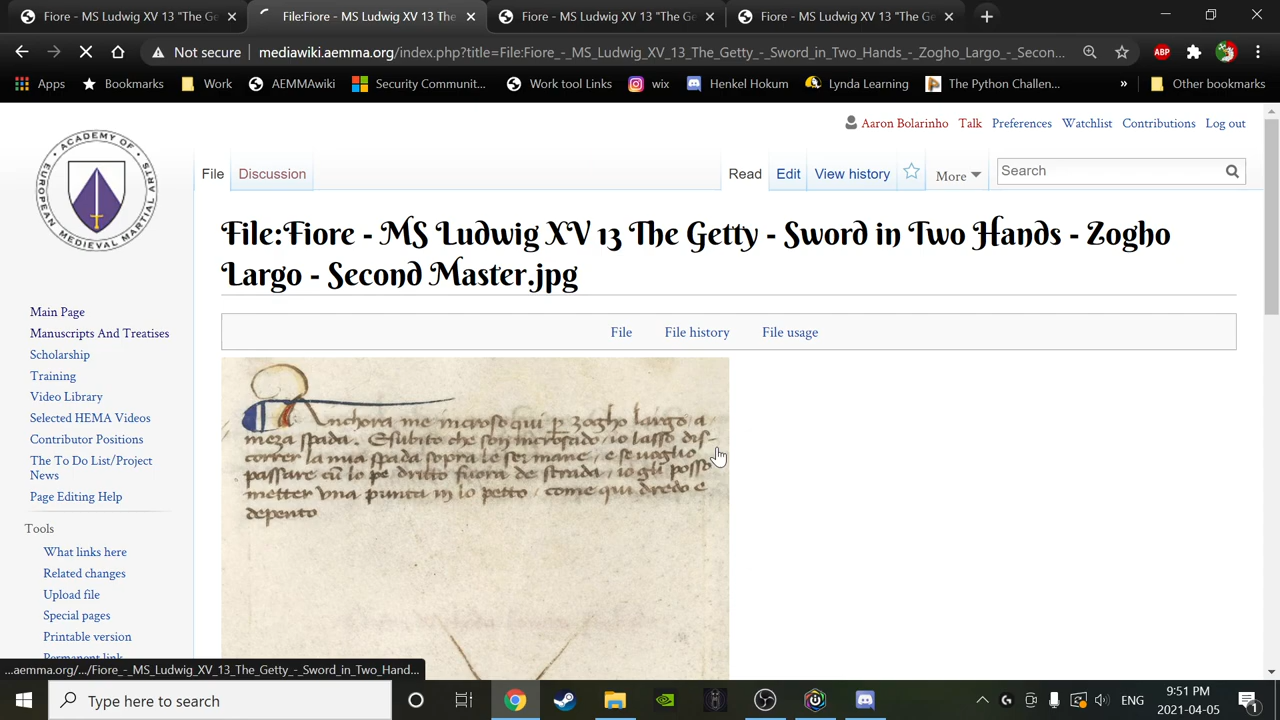 Fiore - MS Ludwig XV 13 "The Ge
File:Fiore - MS Ludwig XV 13 The
Fiore - MS Ludwig XV 13 "The Ge
Fiore - MS Ludwig XV 13 "The Ge
Not secure
mediawiki.aemma.org/index.php?title=File:Fiore_-_MS_Ludwig_XV_13_The_Getty_-_Sword_in_Two_Hands_-_Zogho_Largo_-_Secon...
ABP
Apps
Bookmarks
Work
AEMMAwiki
Security Communit...
Work tool Links
wix
Henkel Hokum
Lynda Learning
The Python Challen...
»
Other bookmarks
ACADEMY OF EUROPEAN MEDIEVAL MARTIAL ARTS
Aaron Bolarinho Talk Preferences Watchlist Contributions Log out
File Discussion Read Edit View history More Search
File:Fiore - MS Ludwig XV 13 The Getty - Sword in Two Hands - Zogho
Largo - Second Master.jpg
File File history File usage
Main Page
Manuscripts And Treatises
Scholarship
Training
Video Library
Selected HEMA Videos
Contributor Positions
The To Do List/Project
News
Page Editing Help
Tools
What links here
Related changes
Upload file
Special pages
Printable version
Permanent link
Anchora me incroso qui p zogho largo a
meza spada. E subito che son incrosado, io lasso dis-
correr la mia spada sopra le soe mane, e se voglio
passare cu lo pe dritto fuora de strada, io gli posso
metter una punta in lo petto, come qui dredo e
depento
...aemma.org/.../Fiore_-_MS_Ludwig_XV_13_The_Getty_-_Sword_in_Two_Hand...
Type here to search
ENG
9:51 PM
2021-04-05
1